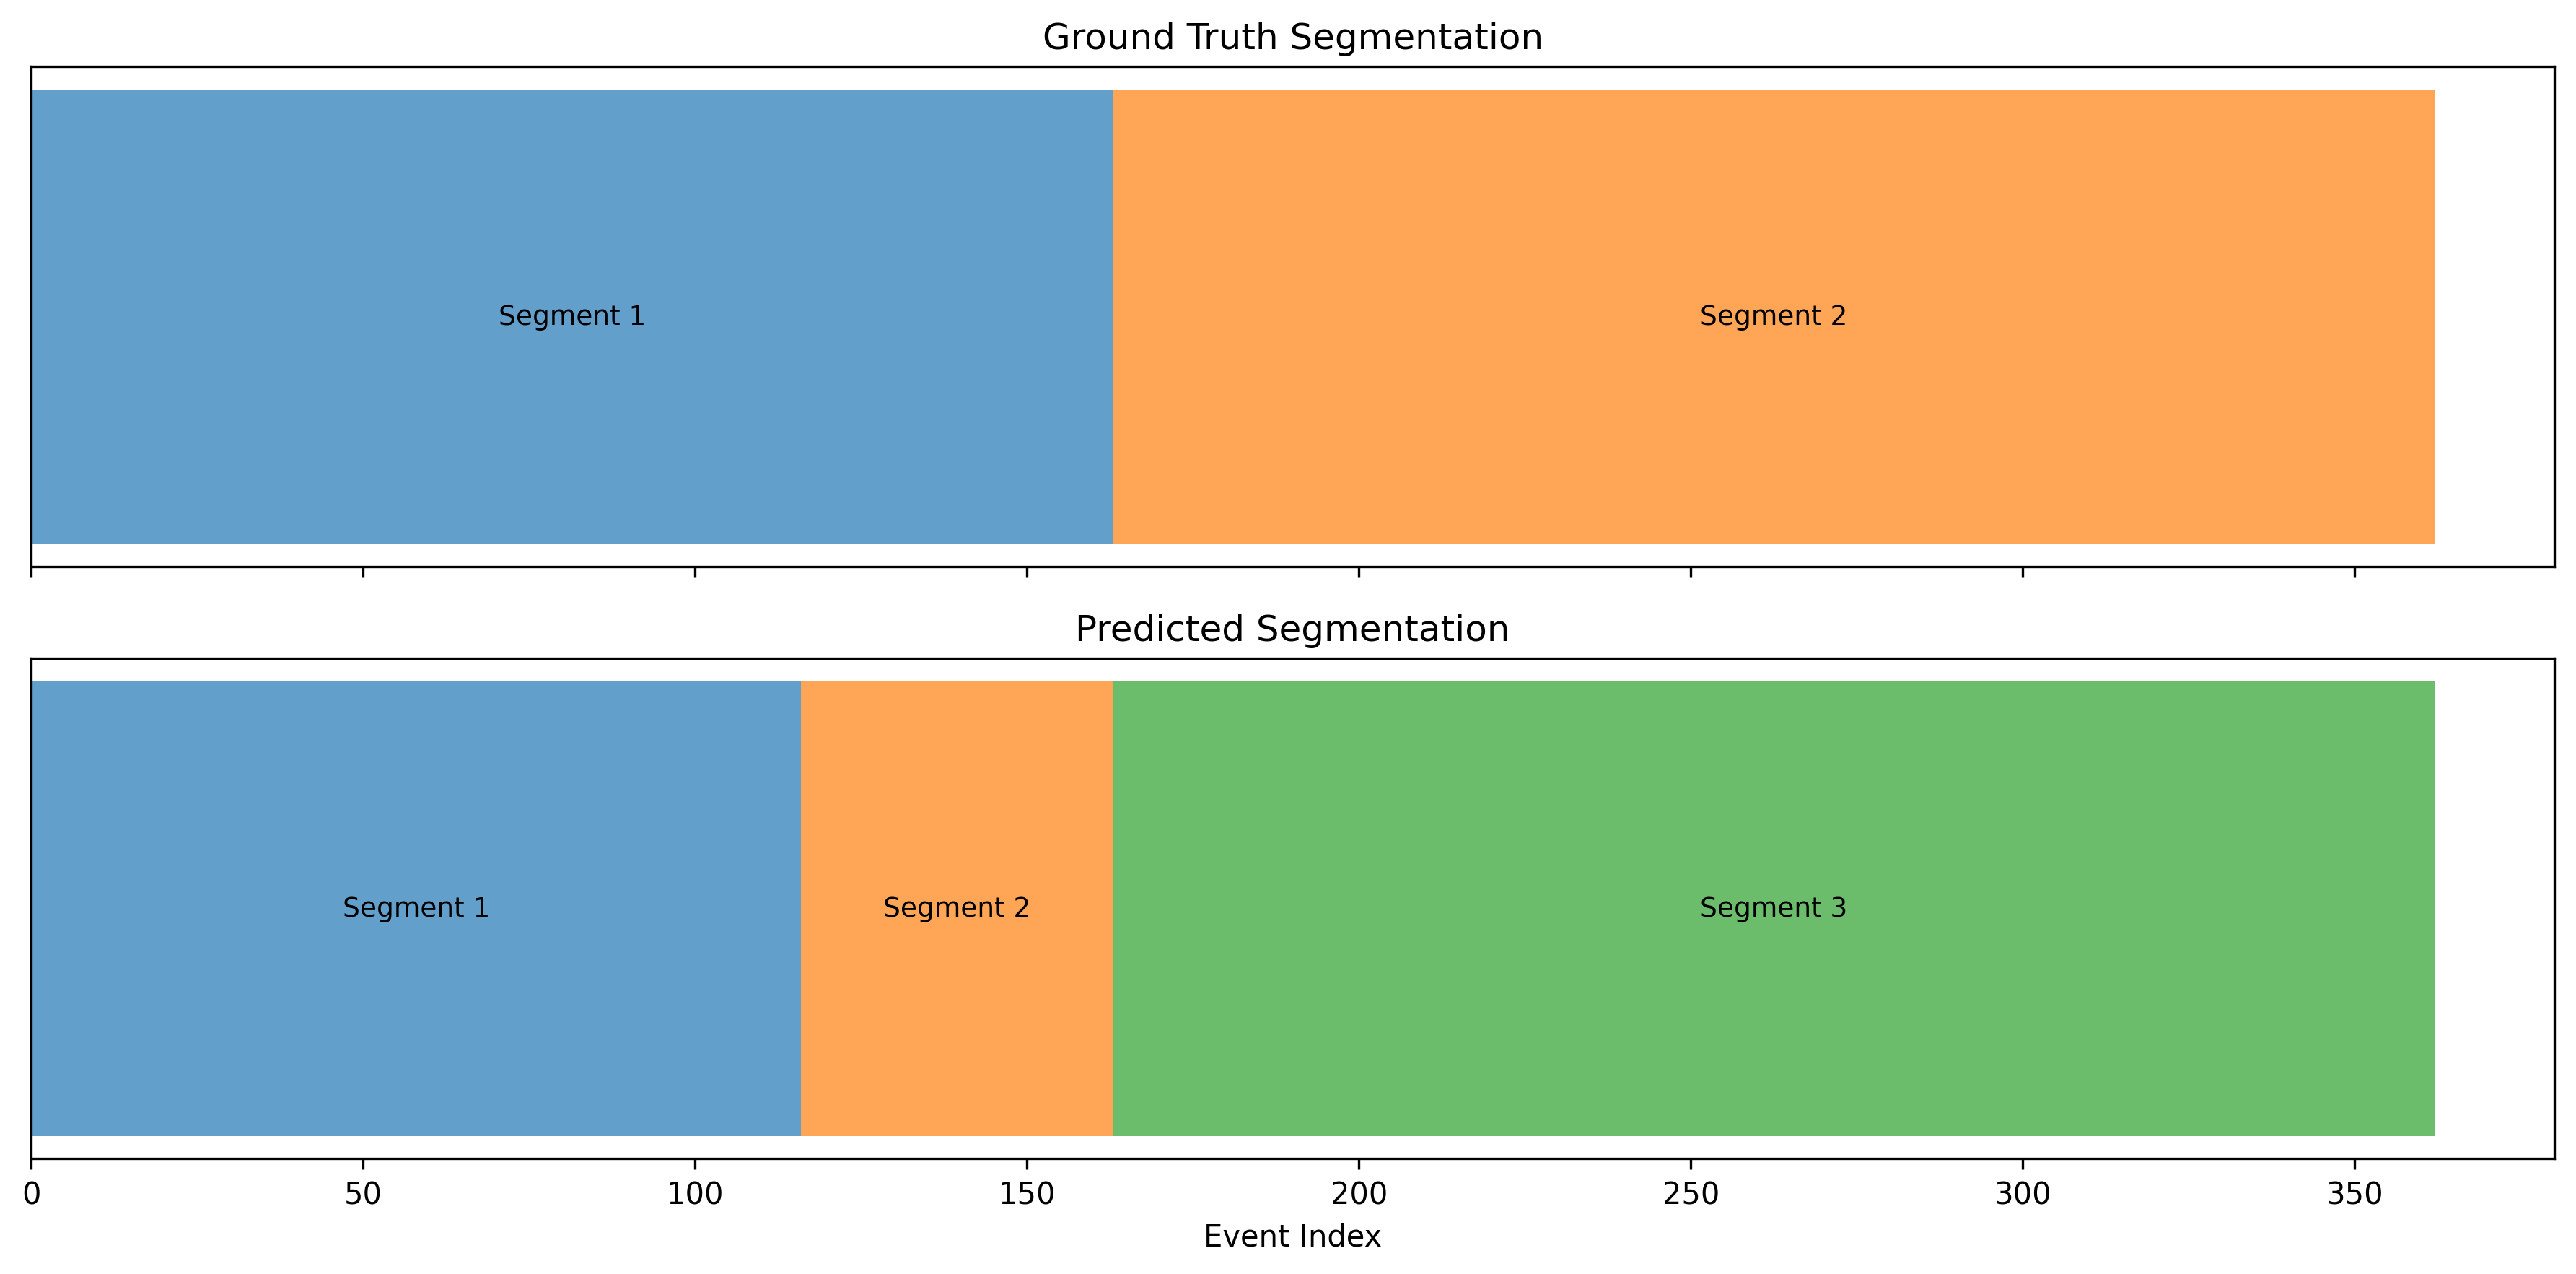 Ground Truth Segmentation
Segment 1 Segment 2
Predicted Segmentation
Segment 1 Segment 2 Segment 3
0 50 100 150 200 250 300 350
Event Index